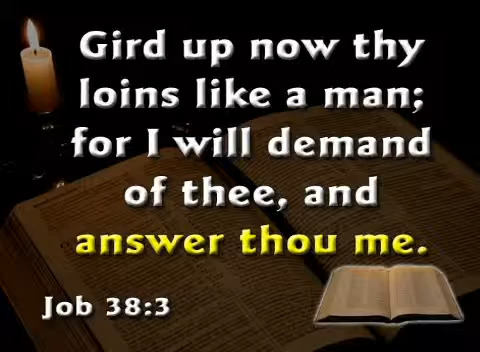 Gird up now thy
loins like a man;
for I will demand
of thee, and
answer thou me.
Job 38:3